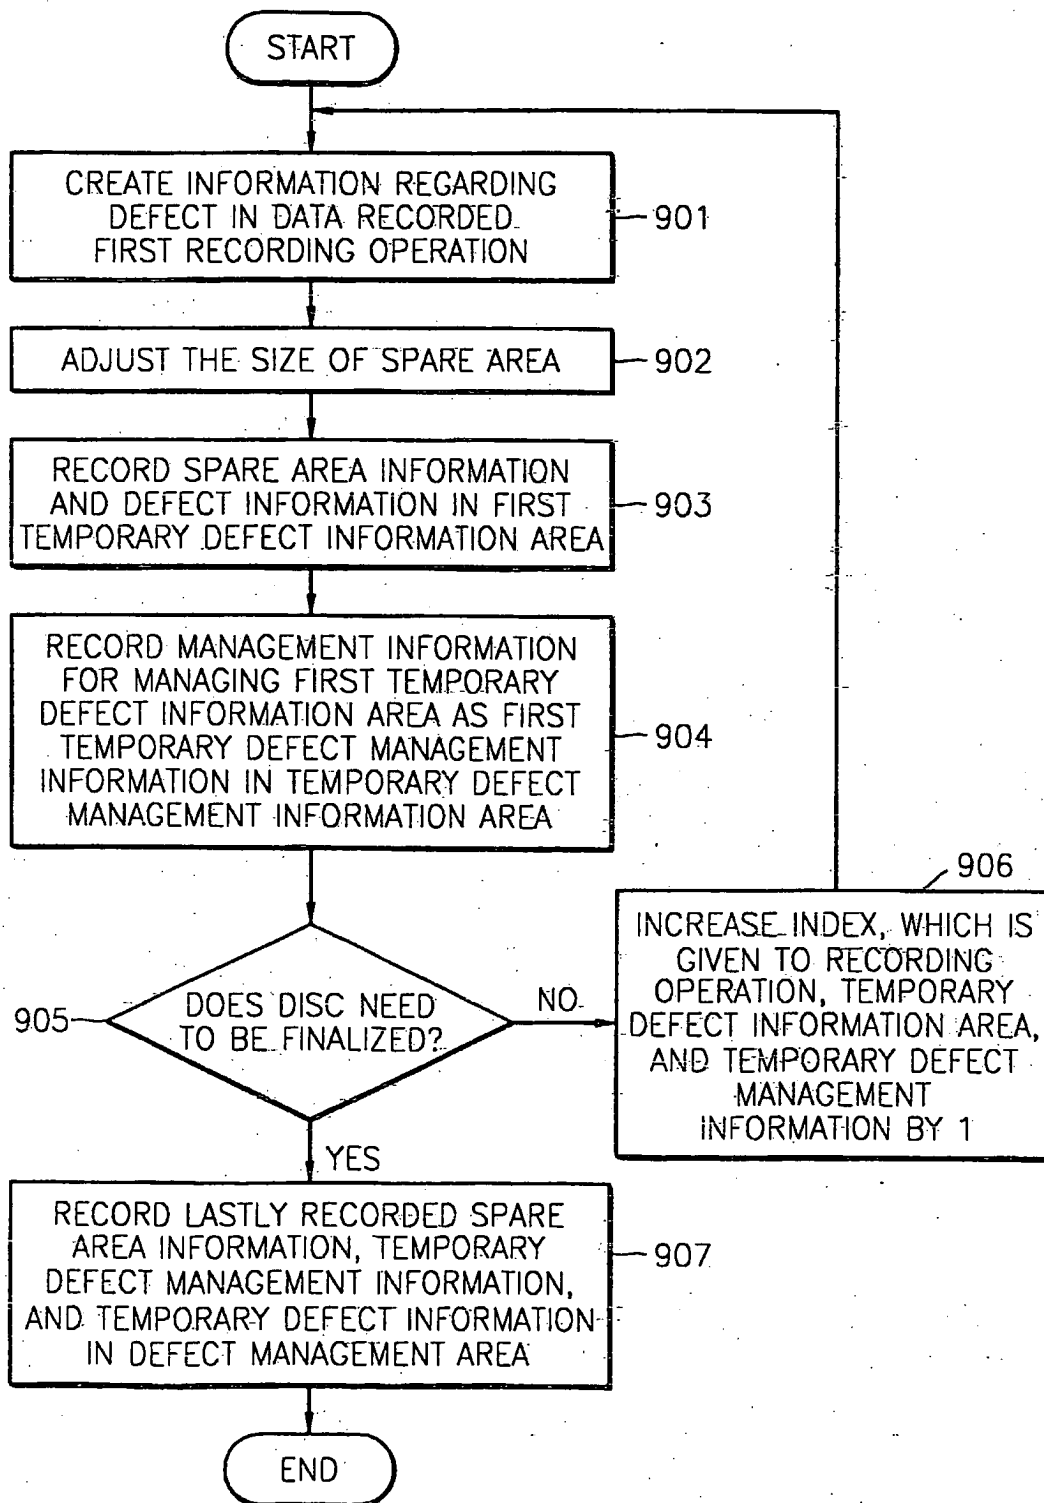 START
CREATE INFORMATION REGARDING
DEFECT IN DATA RECORDED
FIRST RECORDING OPERATION
901
ADJUST THE SIZE OF SPARE AREA
902
RECORD SPARE AREA INFORMATION
AND DEFECT INFORMATION IN FIRST
TEMPORARY DEFECT INFORMATION AREA
903
RECORD MANAGEMENT INFORMATION
FOR MANAGING FIRST TEMPORARY
DEFECT INFORMATION AREA AS FIRST
TEMPORARY DEFECT MANAGEMENT
INFORMATION IN TEMPORARY DEFECT
MANAGEMENT INFORMATION AREA
904
905
DOES DISC NEED
TO BE FINALIZED?
NO
906
INCREASE INDEX, WHICH IS
GIVEN TO RECORDING
OPERATION, TEMPORARY
DEFECT INFORMATION AREA,
AND TEMPORARY DEFECT
MANAGEMENT
INFORMATION BY 1
YES
RECORD LASTLY RECORDED SPARE
AREA INFORMATION, TEMPORARY
DEFECT MANAGEMENT INFORMATION,
AND TEMPORARY DEFECT INFORMATION
IN DEFECT MANAGEMENT AREA
907
END